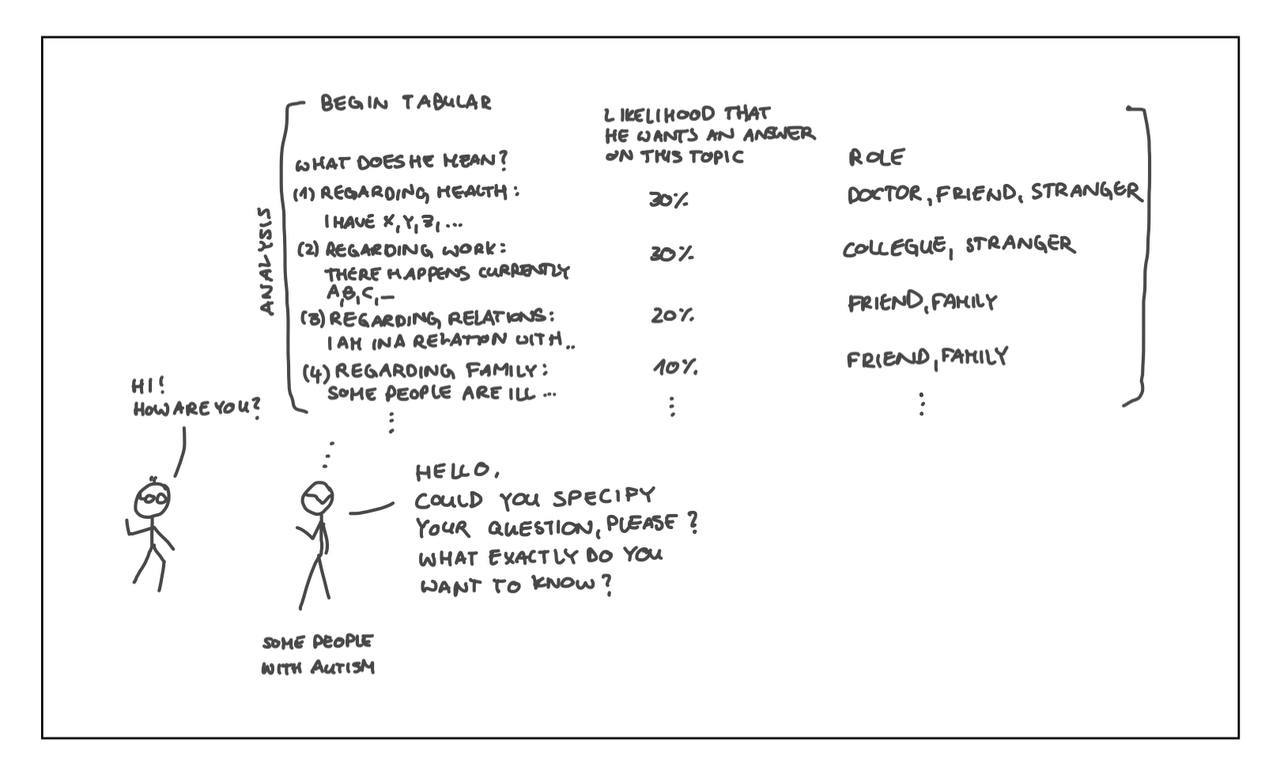 BEGIN TABULAR
LIKELIHOOD THAT
HE WANTS AN ANSWER
ON THIS TOPIC
WHAT DOES HE MEAN?
ROLE
(1) REGARDING HEALTH:
30%
DOCTOR, FRIEND, STRANGER
I HAVE X, Y, Z, ...
(2) REGARDING WORK:
30%
COLLEGUE, STRANGER
THERE HAPPENS CURRENTLY
A, B, C, ...
(3) REGARDING RELATIONS:
20%
FRIEND, FAMILY
I AM IN A RELATION WITH ..
(4) REGARDING FAMILY:
10%
FRIEND, FAMILY
SOME PEOPLE ARE ILL ...
ANALYSIS
HI!
HOW ARE YOU?
HELLO,
COULD YOU SPECIFY
YOUR QUESTION, PLEASE?
WHAT EXACTLY DO YOU
WANT TO KNOW?
SOME PEOPLE
WITH AUTISM